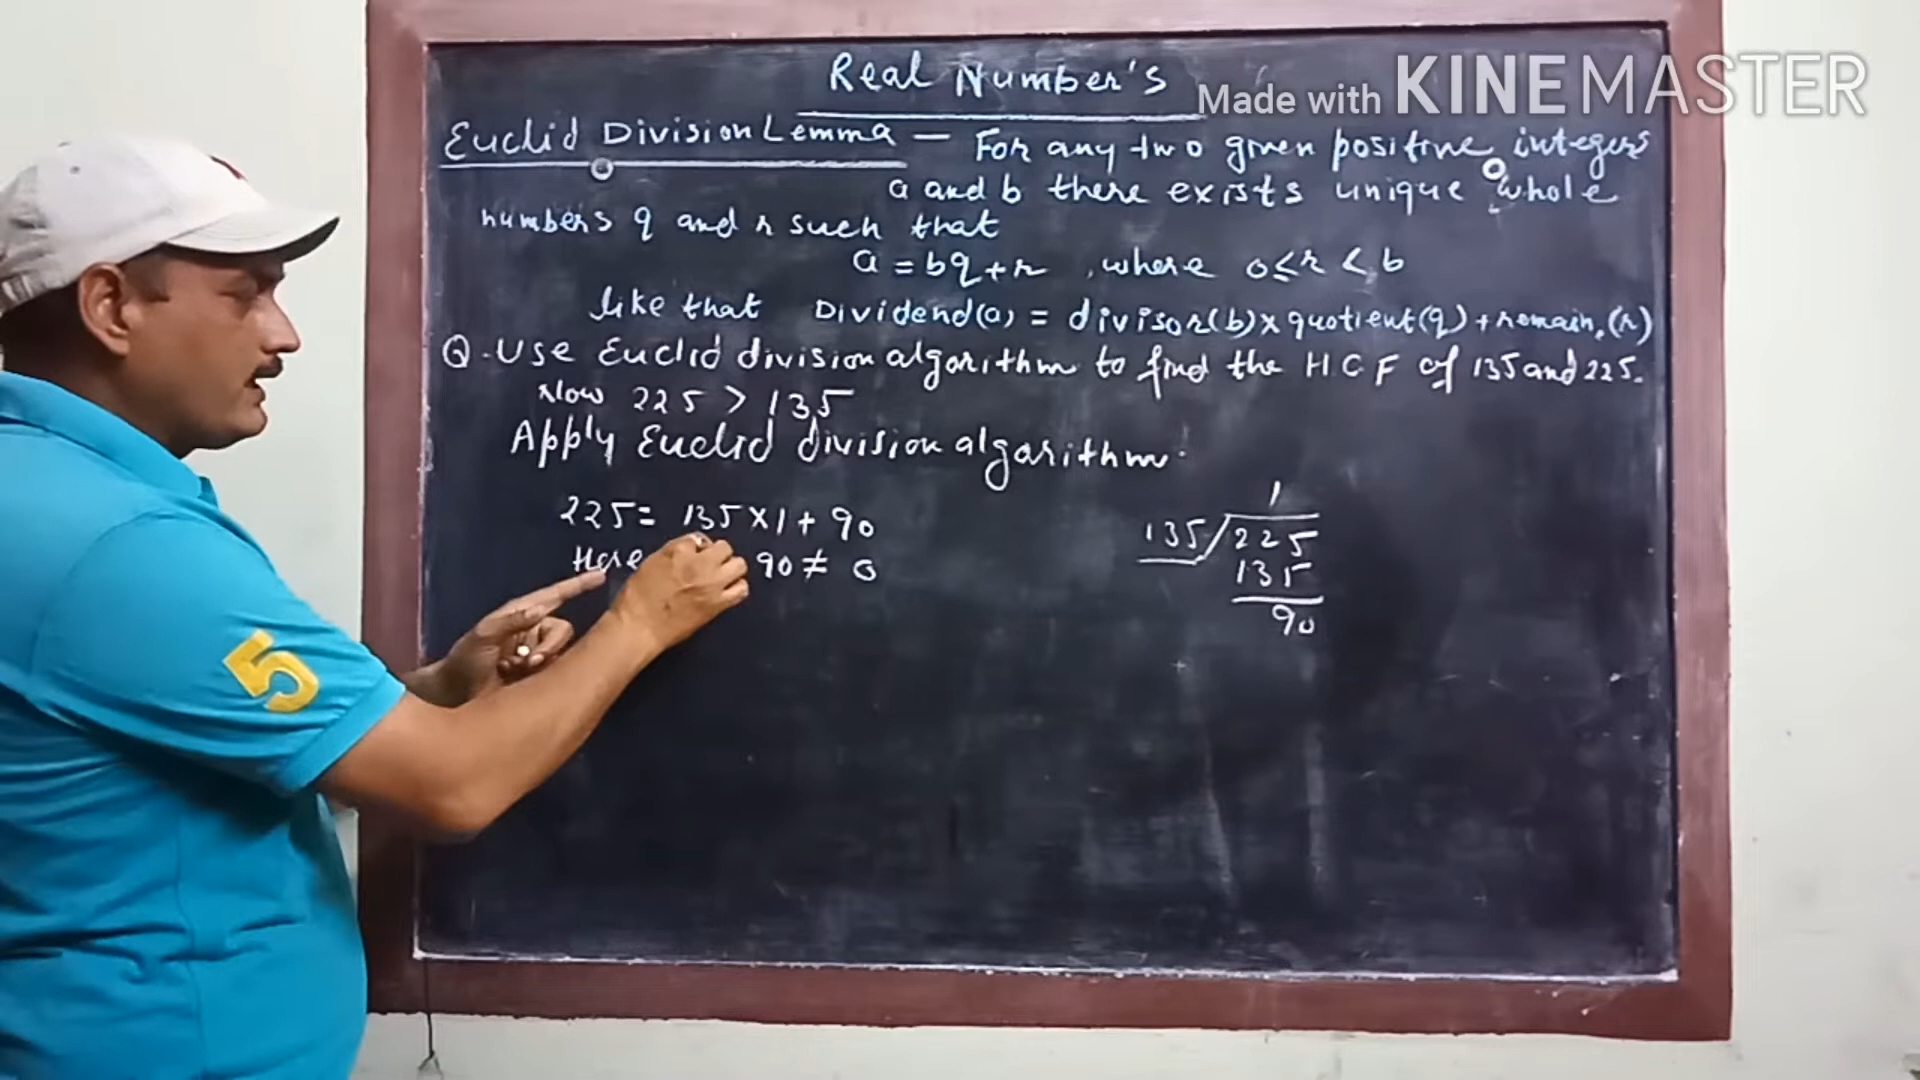 Real Number's
Made with KINEMASTER
Euclid Division Lemma — For any two given positive integers
a and b there exists unique whole
numbers q and r such that
a = bq + r , where 0 ≤ r < b
like that Dividend(a) = divisor(b) × quotient(q) + remain.(r)
Q. Use Euclid division algorithm to find the H C F of 135 and 225.
Now 225 > 135
Apply Euclid division algorithm.
225 = 135 × 1 + 90
Here 90 ≠ 0
1
135 225
135
90
5